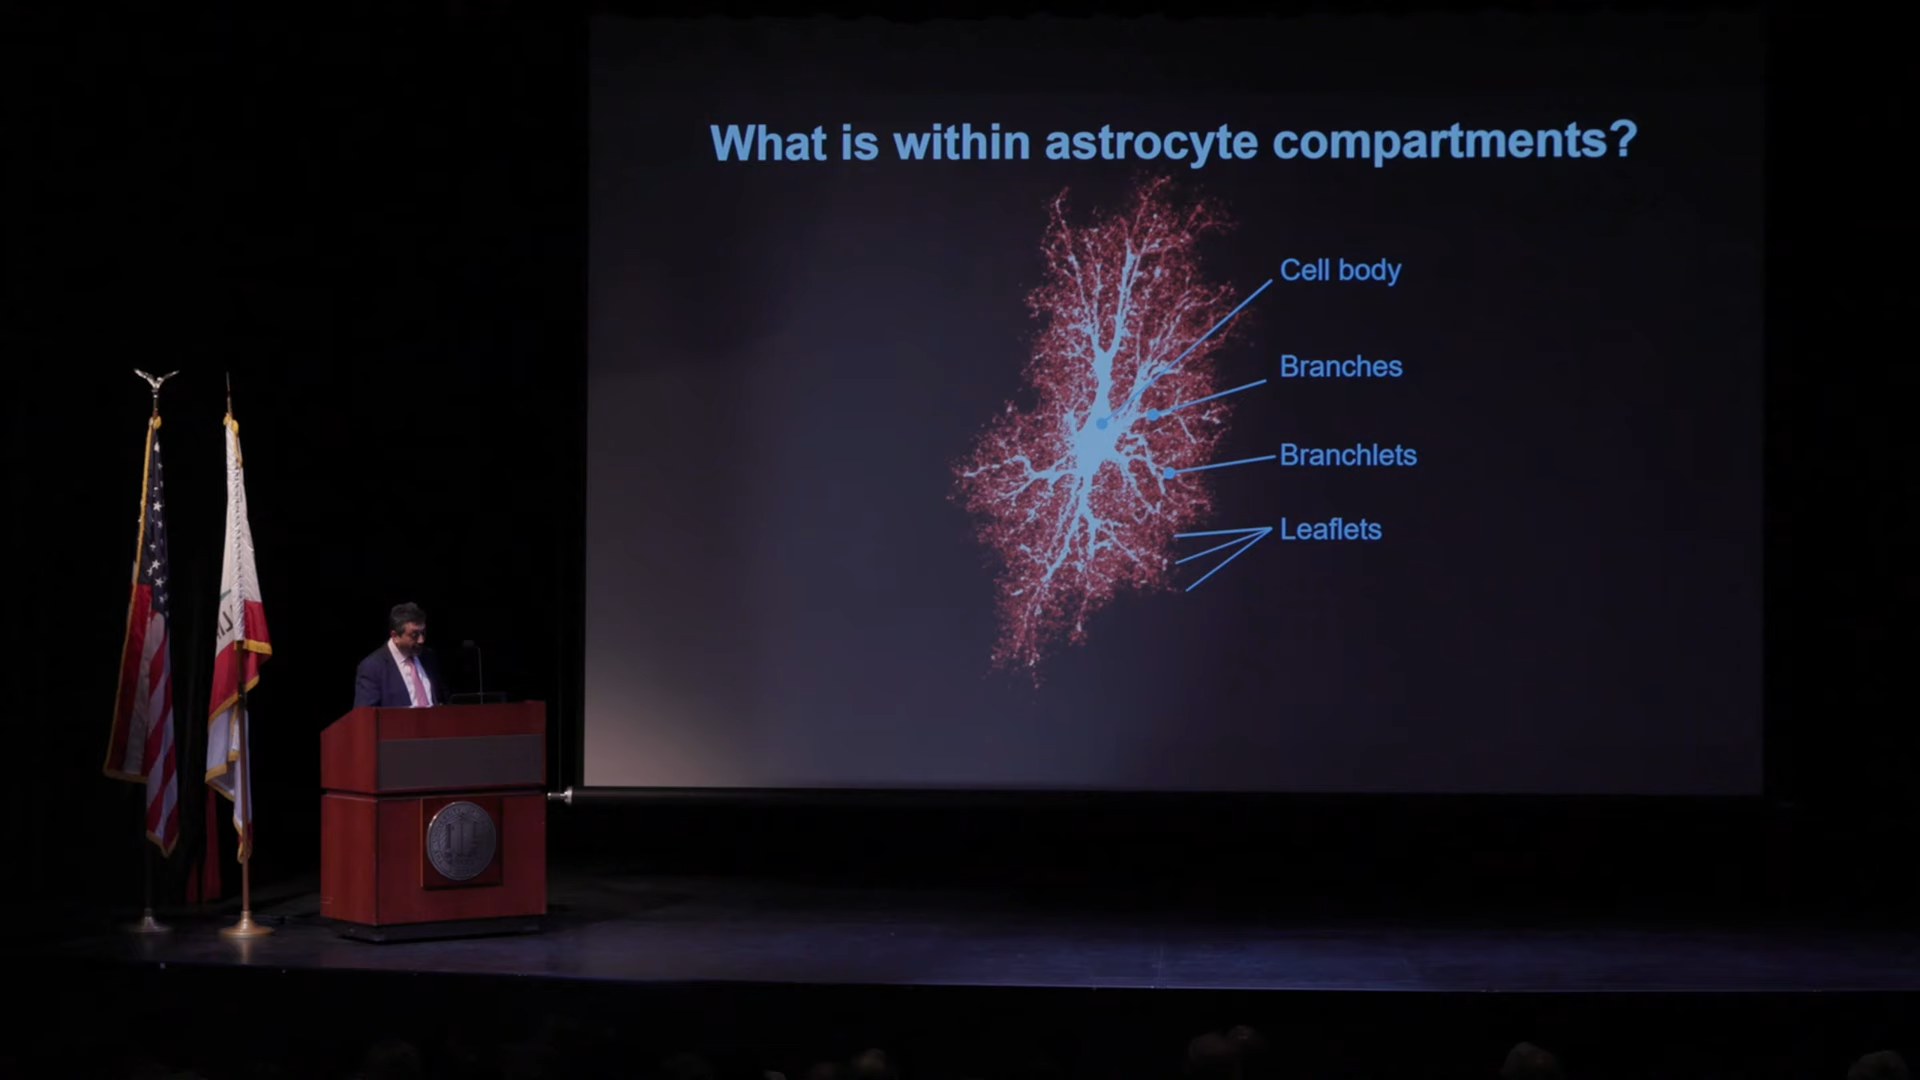 What is within astrocyte compartments?
Cell body
Branches
Branchlets
Leaflets